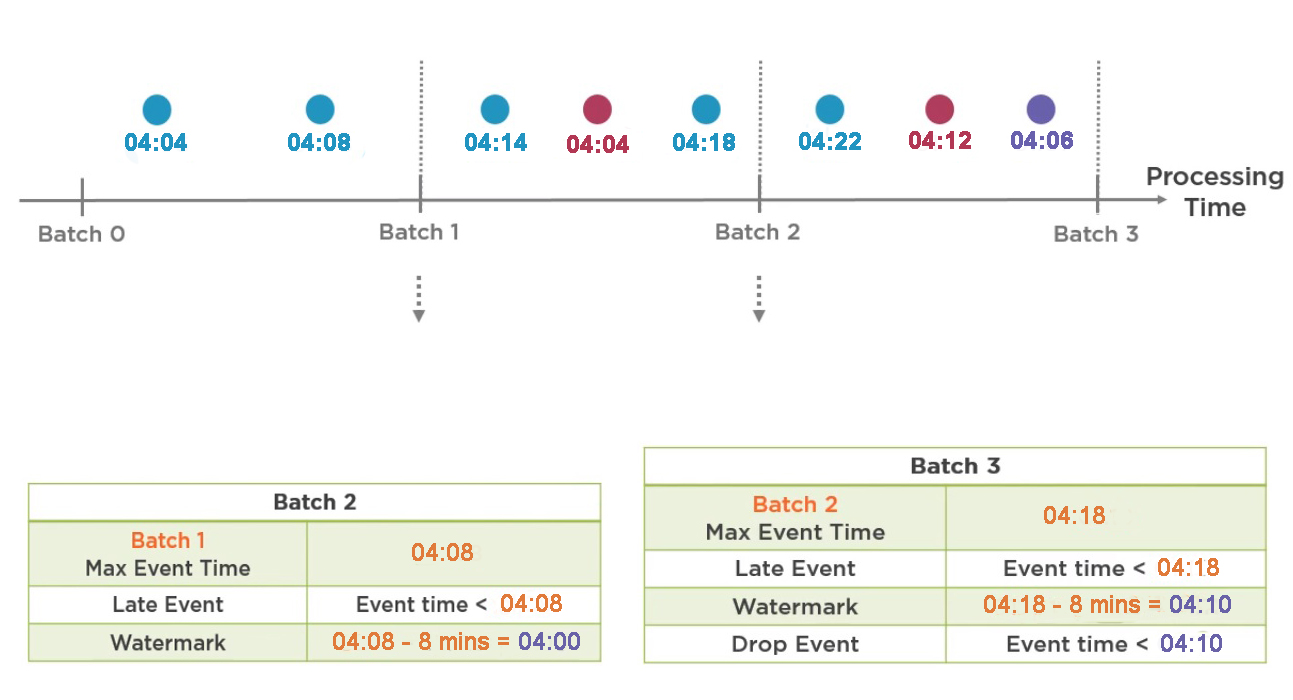 04:04 04:08 04:14 04:04 04:18 04:22 04:12 04:06
Processing
Time
Batch 0 Batch 1 Batch 2 Batch 3
Batch 2
Batch 1
Max Event Time
04:08
Late Event Event time < 04:08
Watermark 04:08 - 8 mins = 04:00
Batch 3
Batch 2
Max Event Time
04:18
Late Event Event time < 04:18
Watermark 04:18 - 8 mins = 04:10
Drop Event Event time < 04:10